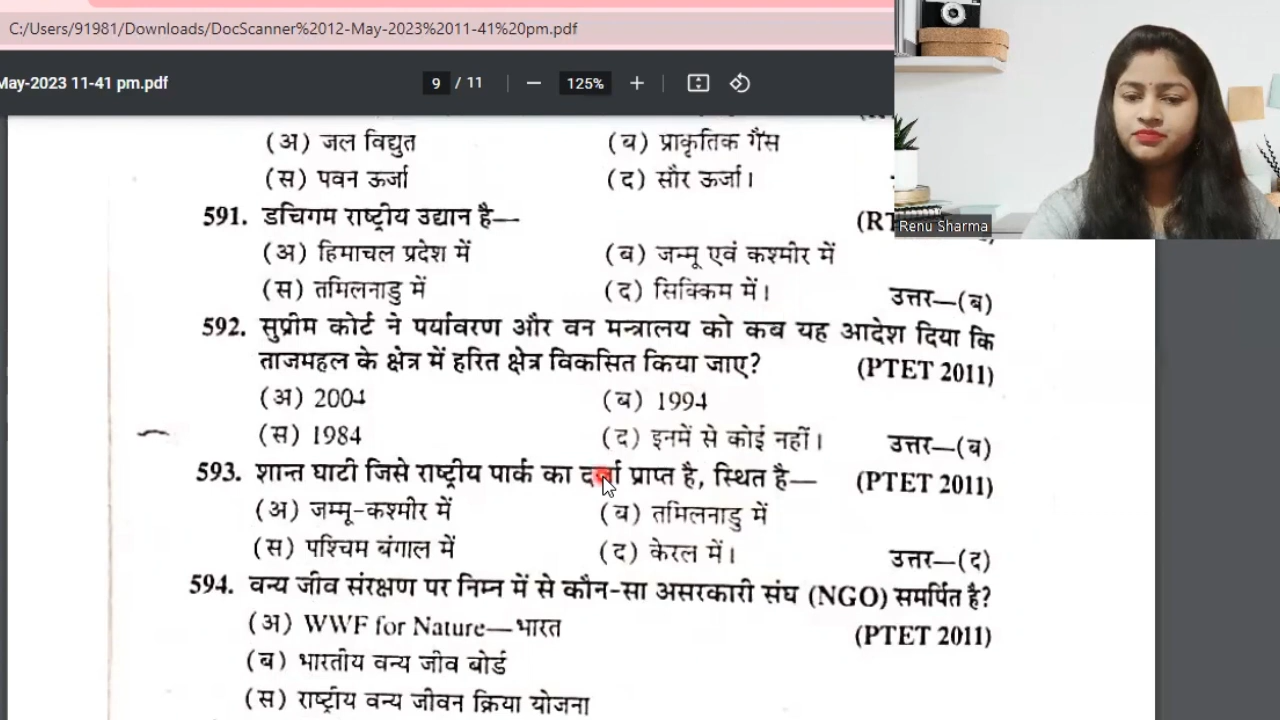 C:/Users/91981/Downloads/DocScanner%2012-May-2023%2011-41%20pm.pdf
May-2023 11-41 pm.pdf
9 / 11
125%
(अ) जल विद्युत (ब) प्राकृतिक गैस
(स) पवन ऊर्जा (द) सौर ऊर्जा।
591. डचिगम राष्ट्रीय उद्यान है—
(अ) हिमाचल प्रदेश में (ब) जम्मू एवं कश्मीर में
(स) तमिलनाडु में (द) सिक्किम में। उत्तर—(ब)
592. सुप्रीम कोर्ट ने पर्यावरण और वन मन्त्रालय को कब यह आदेश दिया कि
ताजमहल के क्षेत्र में हरित क्षेत्र विकसित किया जाए? (PTET 2011)
(अ) 2004 (ब) 1994
(स) 1984 (द) इनमें से कोई नहीं। उत्तर—(ब)
593. शान्त घाटी जिसे राष्ट्रीय पार्क का दर्जा प्राप्त है, स्थित है— (PTET 2011)
(अ) जम्मू-कश्मीर में (ब) तमिलनाडु में
(स) पश्चिम बंगाल में (द) केरल में। उत्तर—(द)
594. वन्य जीव संरक्षण पर निम्न में से कौन-सा असरकारी संघ (NGO) समर्पित है?
(अ) WWF for Nature—भारत (PTET 2011)
(ब) भारतीय वन्य जीव बोर्ड
(स) राष्ट्रीय वन्य जीवन क्रिया योजना
Renu Sharma